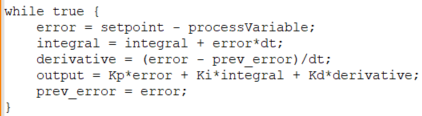 while true {
    error = setpoint - processVariable;
    integral = integral + error*dt;
    derivative = (error - prev_error)/dt;
    output = Kp*error + Ki*integral + Kd*derivative;
    prev_error = error;
}